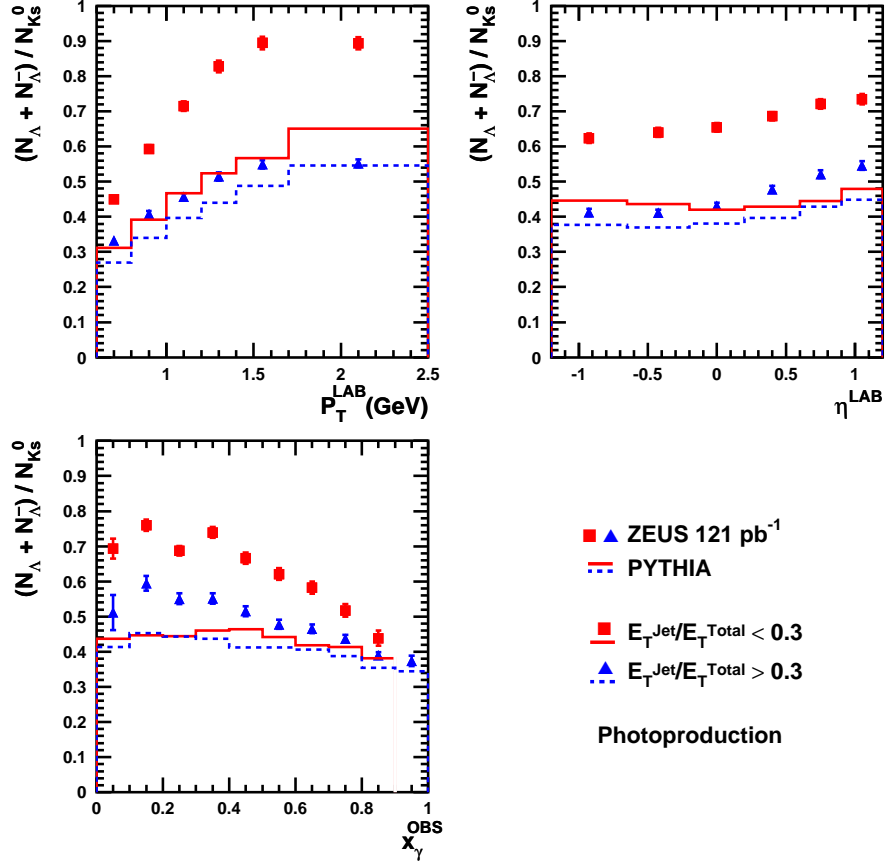 (N_Λ + N_Λ̄) / N_Ks^0
1
0.9
0.8
0.7
0.6
0.5
0.4
0.3
0.2
0.1
0
1 1.5 2 2.5
P_T^LAB (GeV)
(N_Λ + N_Λ̄) / N_Ks^0
1
0.9
0.8
0.7
0.6
0.5
0.4
0.3
0.2
0.1
0
-1 -0.5 0 0.5 1
η^LAB
(N_Λ + N_Λ̄) / N_Ks^0
1
0.9
0.8
0.7
0.6
0.5
0.4
0.3
0.2
0.1
0
0 0.2 0.4 0.6 0.8 1
x_γ^OBS
ZEUS 121 pb^-1
PYTHIA
E_T^Jet/E_T^Total < 0.3
E_T^Jet/E_T^Total > 0.3
Photoproduction